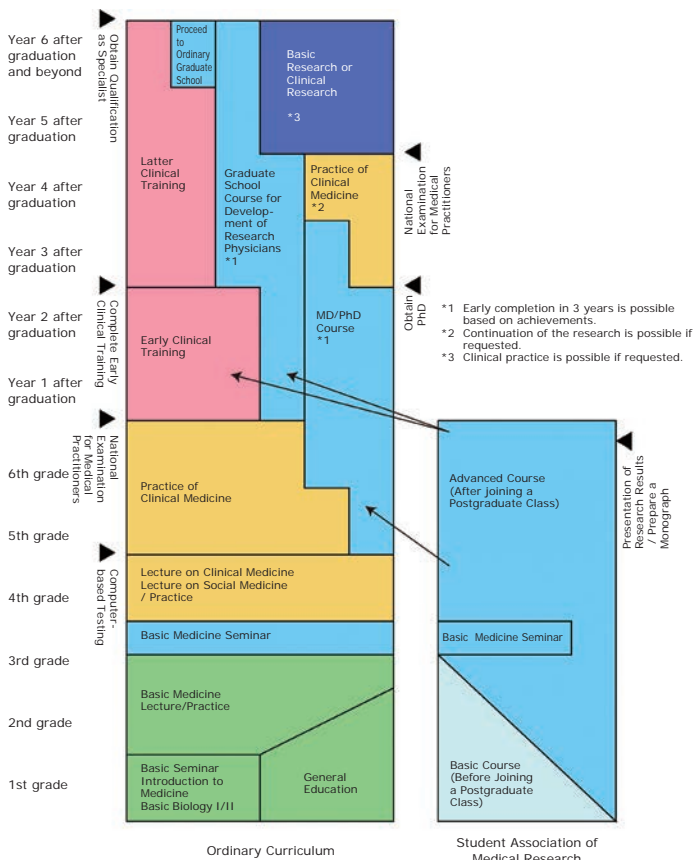 Year 6 after
graduation
and beyond
Year 5 after
graduation
Year 4 after
graduation
Year 3 after
graduation
Year 2 after
graduation
Year 1 after
graduation
6th grade
5th grade
4th grade
3rd grade
2nd grade
1st grade
Obtain Qualification
as Specialist
Complete Early
Clinical Training
National
Examination
for Medical
Practitioners
Computer-
based Testing
Proceed
to
Ordinary
Graduate
School
Basic
Research or
Clinical
Research
*3
Latter
Clinical
Training
Graduate
School
Course for
Develop-
ment of
Research
Physicians
*1
Practice of
Clinical
Medicine
*2
Early Clinical
Training
MD/PhD
Course
*1
Practice of
Clinical Medicine
Lecture on Clinical Medicine
Lecture on Social Medicine
/ Practice
Basic Medicine Seminar
Basic Medicine
Lecture/Practice
Basic Seminar
Introduction to
Medicine
Basic Biology I/II
General
Education
Ordinary Curriculum
National
Examination
for Medical
Practitioners
Obtain
PhD
*1 Early completion in 3 years is possible
based on achievements.
*2 Continuation of the research is possible if
requested.
*3 Clinical practice is possible if requested.
Advanced Course
(After joining a
Postgraduate Class)
Basic Medicine Seminar
Basic Course
(Before Joining
a Postgraduate
Class)
Presentation of
Research Results
/ Prepare a
Monograph
Student Association of
Medical Research